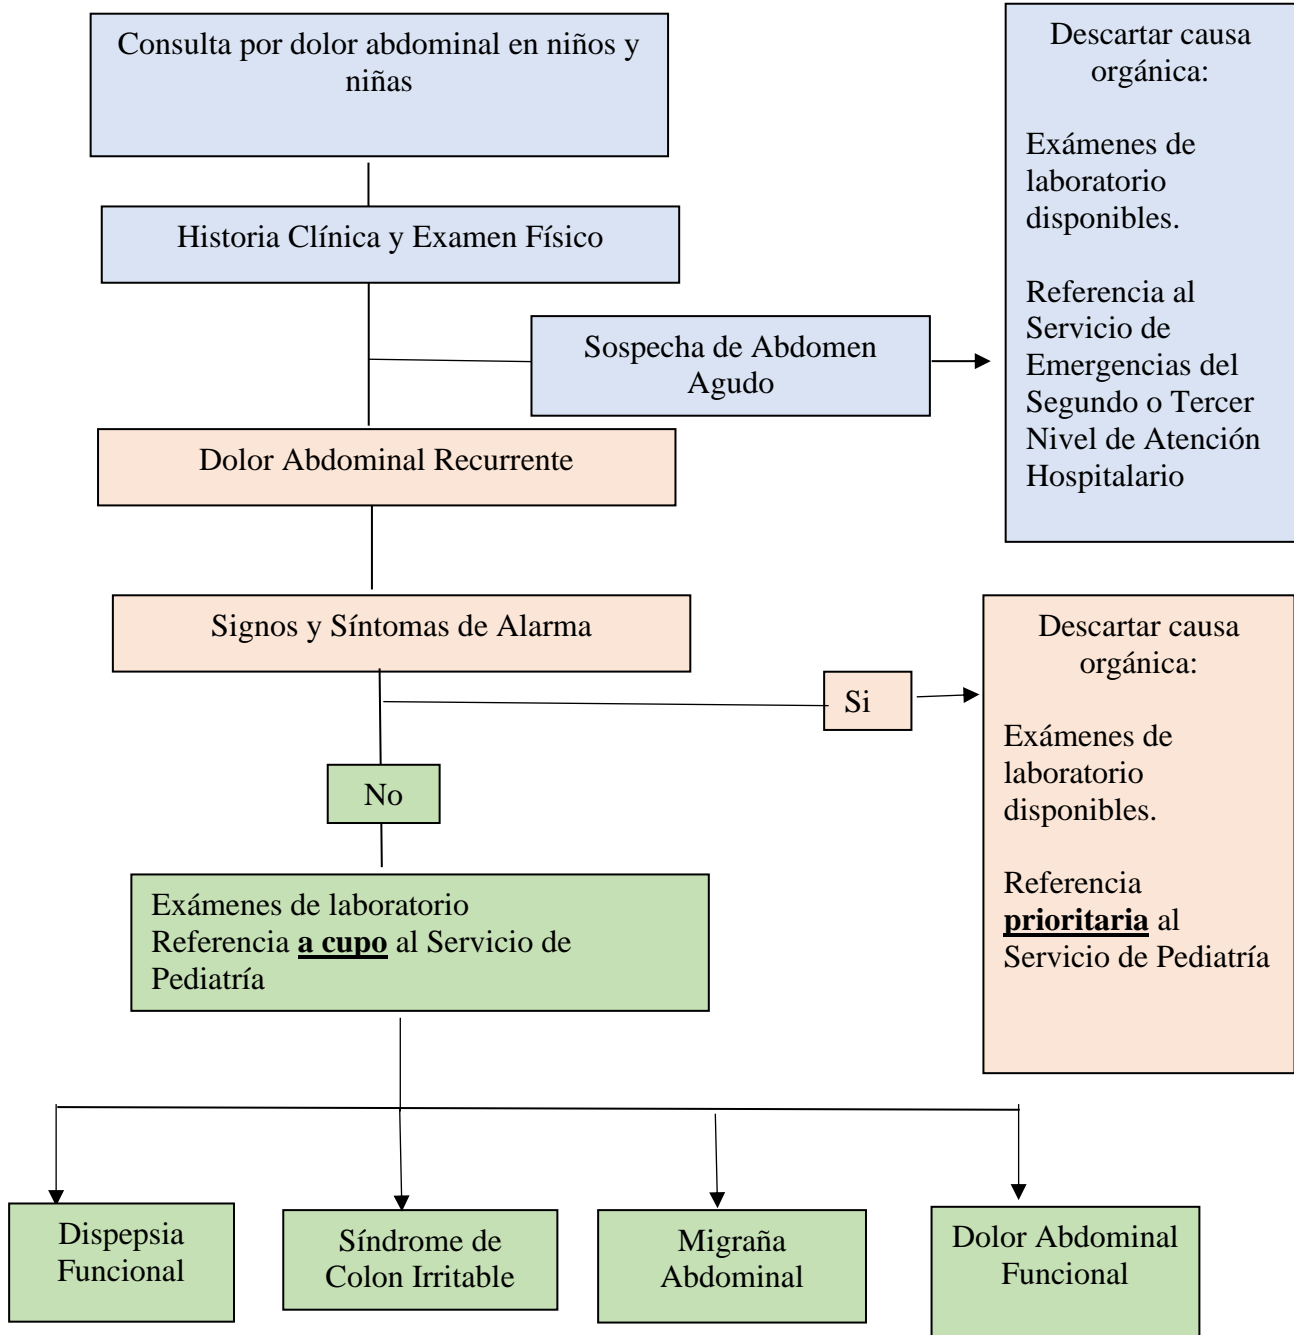 Consulta por dolor abdominal en niños y
niñas
Historia Clínica y Examen Físico
Sospecha de Abdomen
Agudo
Descartar causa
orgánica:
Exámenes de
laboratorio
disponibles.
Referencia al
Servicio de
Emergencias del
Segundo o Tercer
Nivel de Atención
Hospitalario
Dolor Abdominal Recurrente
Signos y Síntomas de Alarma
Si
Descartar causa
orgánica:
Exámenes de
laboratorio
disponibles.
Referencia
prioritaria al
Servicio de Pediatría
No
Exámenes de laboratorio
Referencia a cupo al Servicio de
Pediatría
Dispepsia
Funcional
Síndrome de
Colon Irritable
Migraña
Abdominal
Dolor Abdominal
Funcional